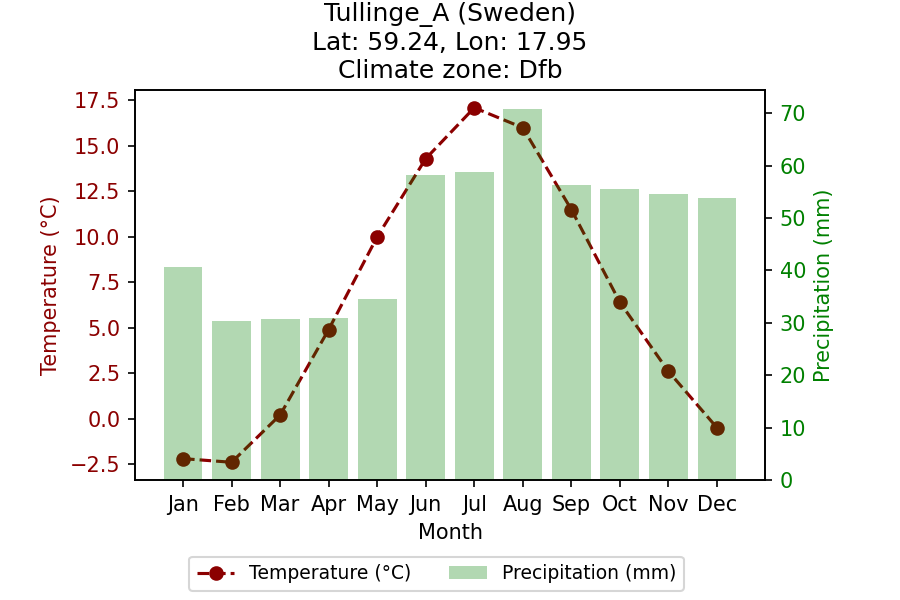 Tullinge_A (Sweden)
Lat: 59.24, Lon: 17.95
Climate zone: Dfb
17.5
15.0
12.5
10.0
7.5
5.0
2.5
0.0
−2.5
Temperature (°C)
70
60
50
40
30
20
10
0
Precipitation (mm)
Jan Feb Mar Apr May Jun Jul Aug Sep Oct Nov Dec
Month
Temperature (°C) Precipitation (mm)